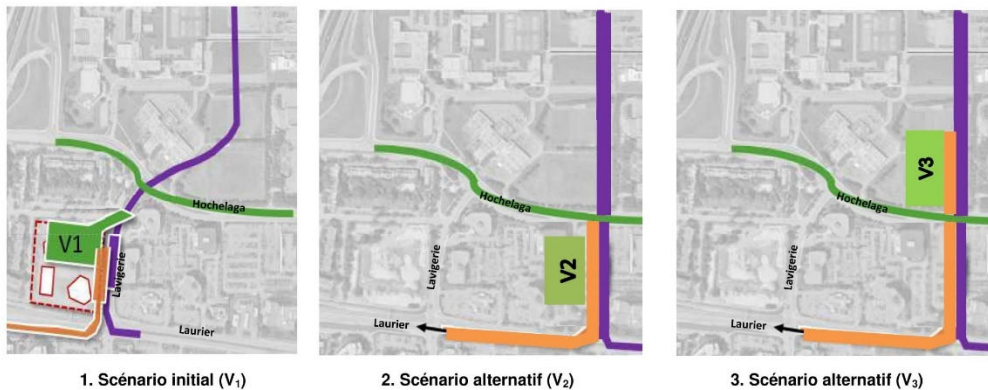 Hochelaga
V1
Lavigerie
Laurier
1. Scénario initial (V1)
Hochelaga
V2
Lavigerie
Laurier
2. Scénario alternatif (V2)
V3
Hochelaga
Lavigerie
Laurier
3. Scénario alternatif (V3)